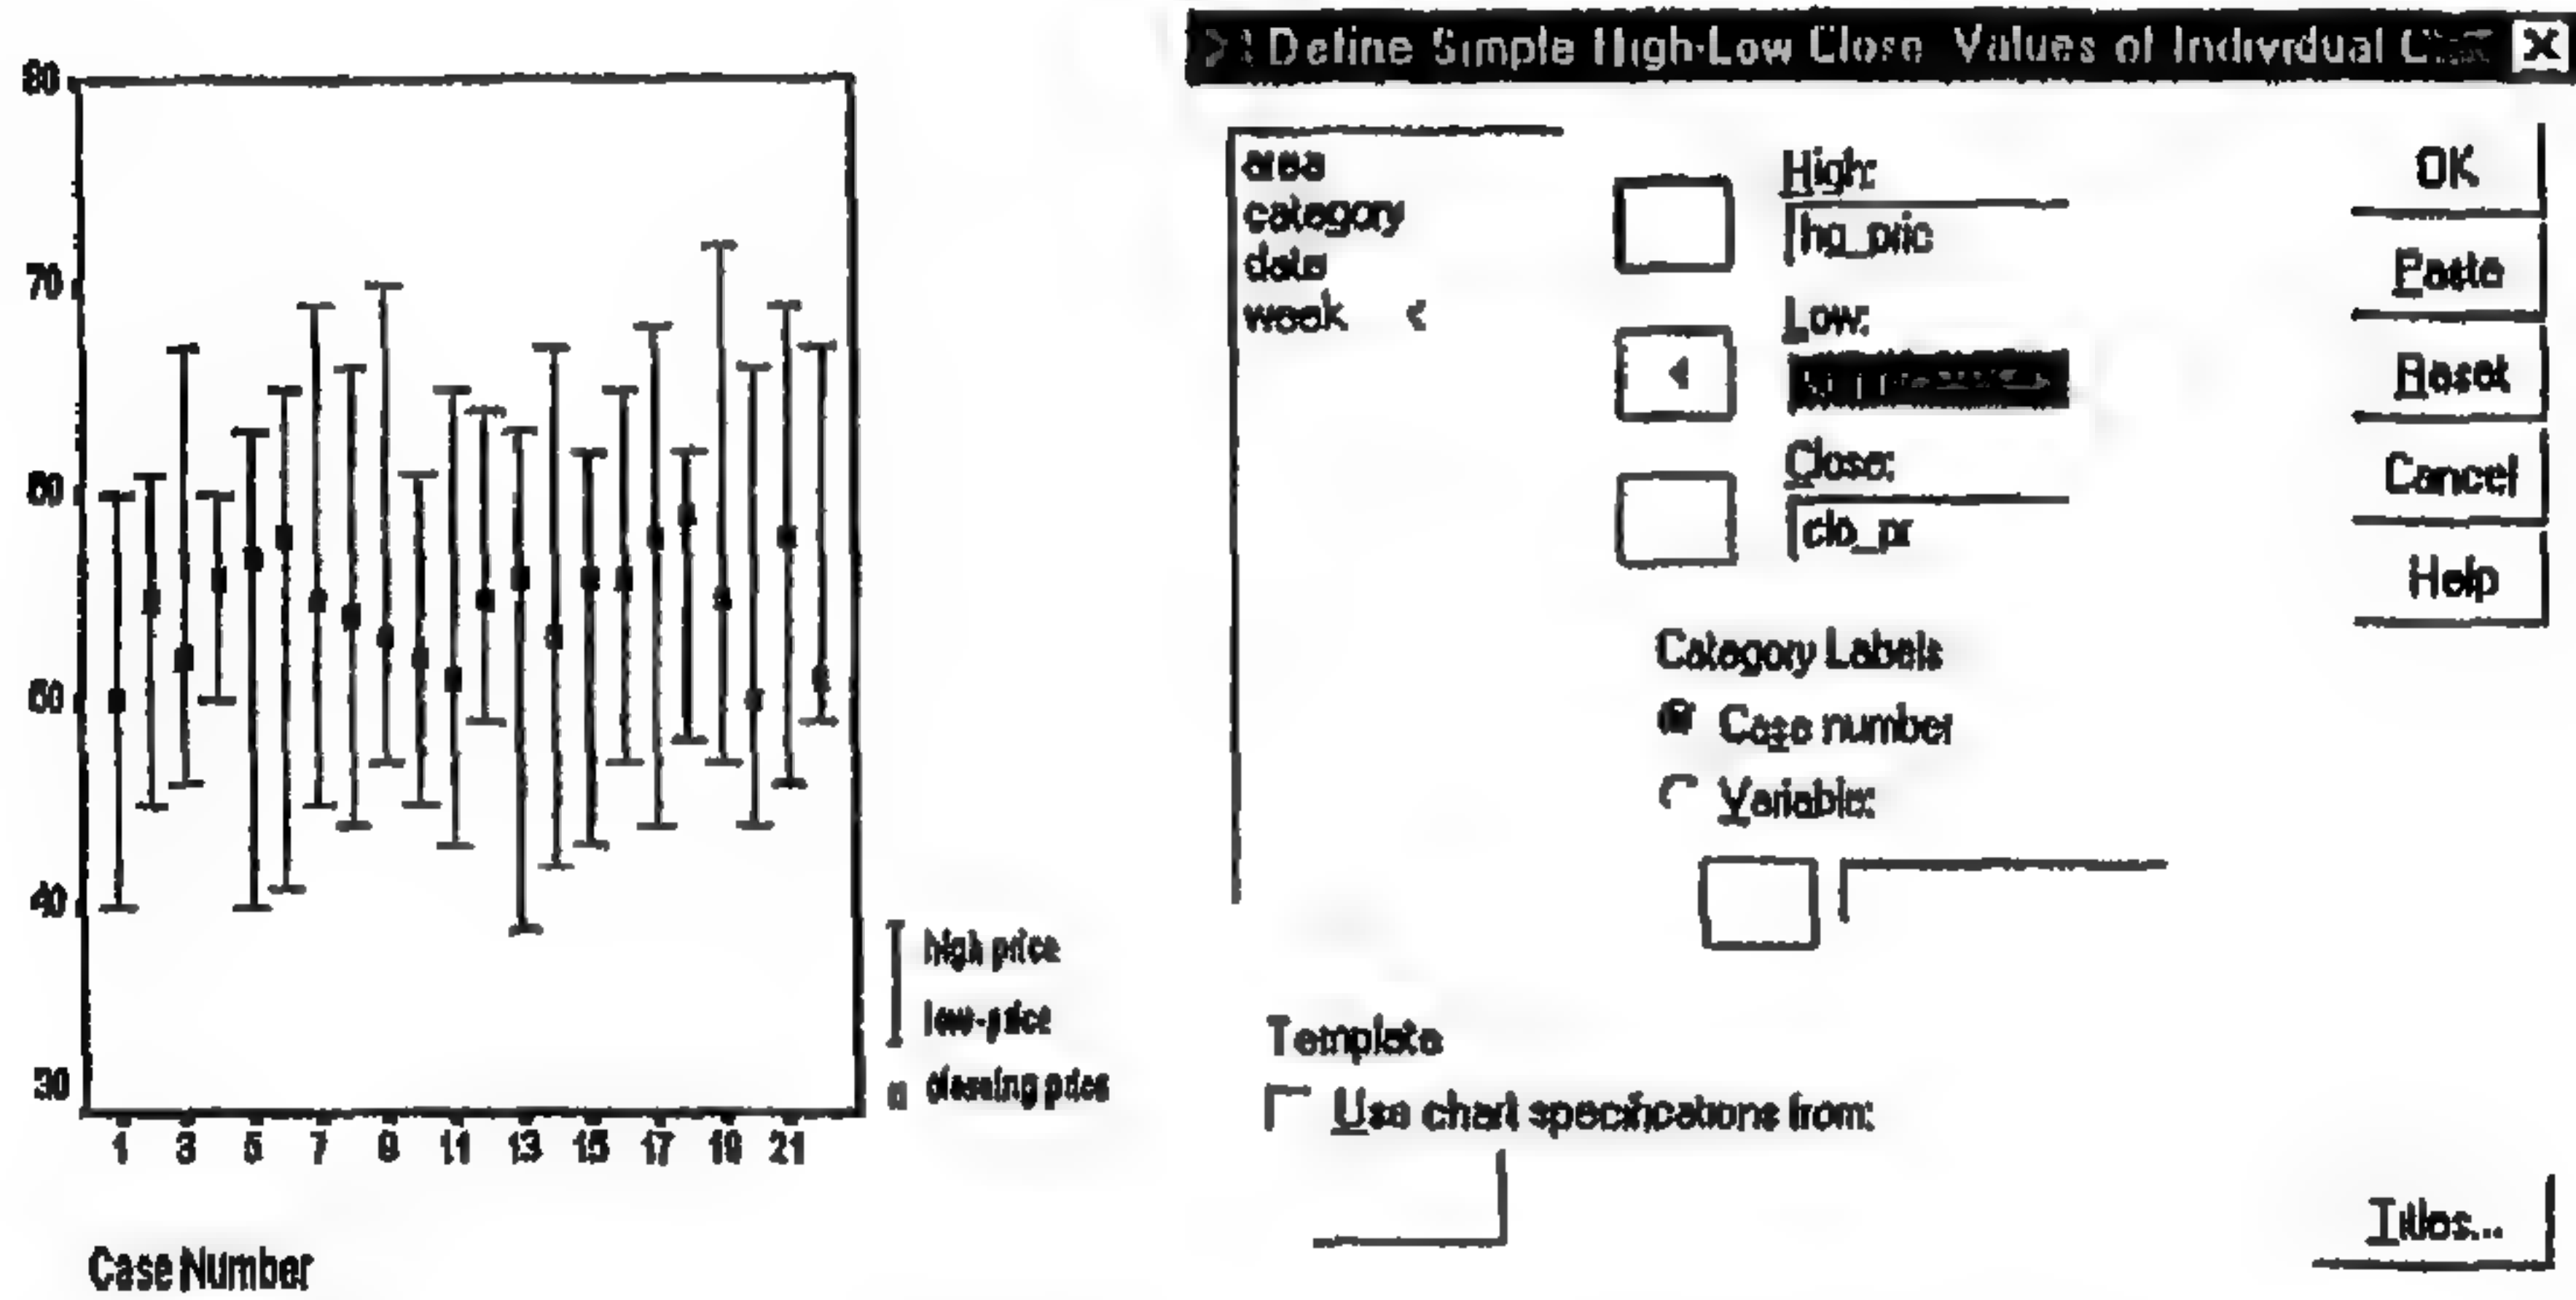 80
70
60
50
40
30
1 3 5 7 9 11 13 15 17 19 21
Case Number
high price
low-price
price
Define Simple High-Low Close Values of Individual
area
category
date
week <
High:
Low:
Close:
clo_pr
Category Labels
Case number
Variable:
Template
Use chart specifications from:
OK
Paste
Reset
Cancel
Help
Titles...